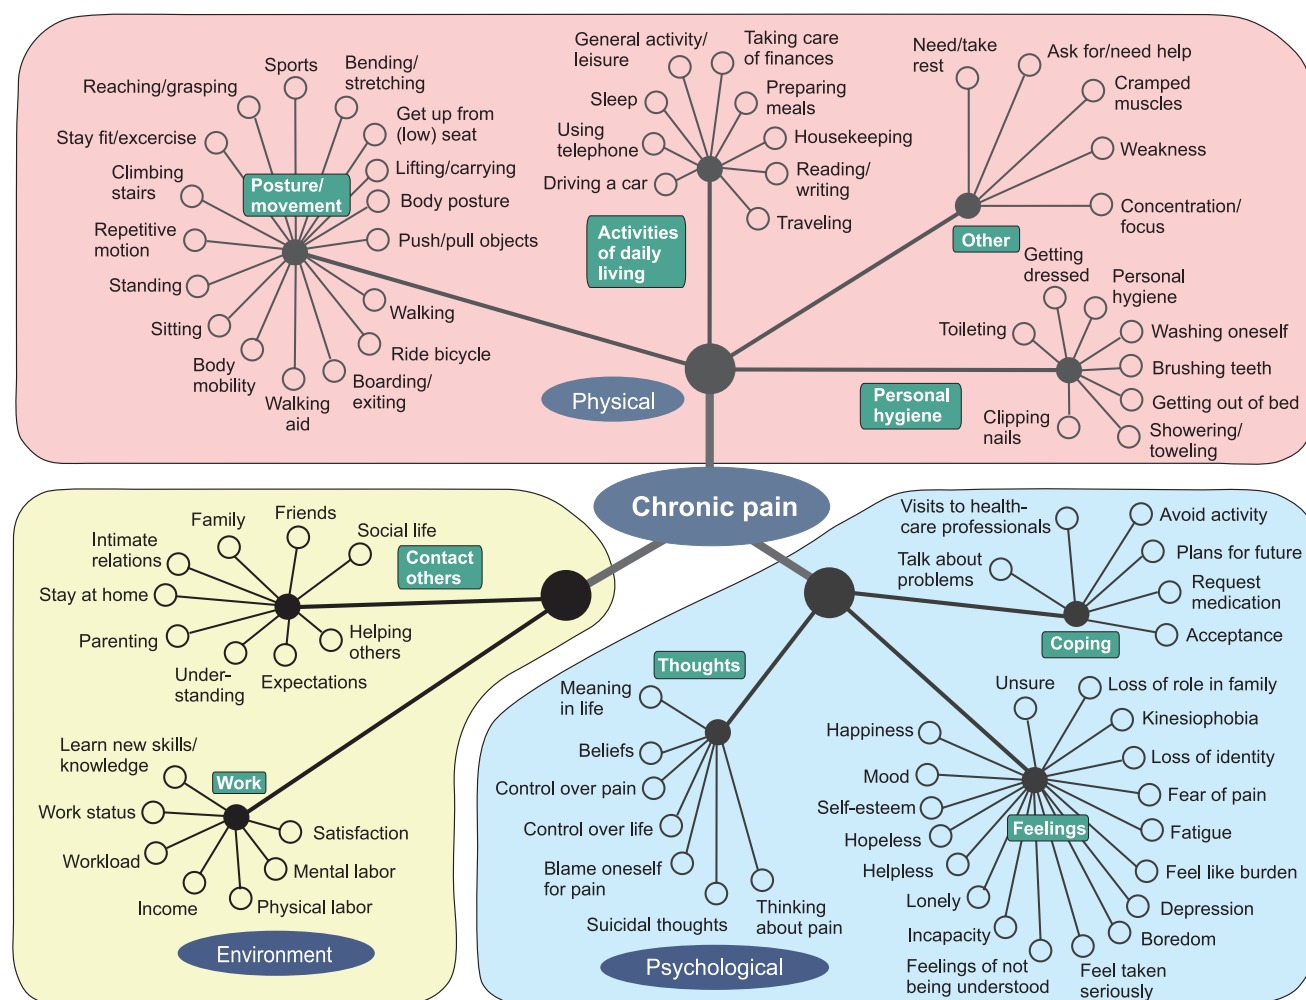 Sports
Bending/
stretching
Reaching/grasping
Get up from
(low) seat
Stay fit/excercise
Lifting/carrying
Climbing
stairs
Posture/
movement
Body posture
Repetitive
motion
Push/pull objects
Standing
Walking
Sitting
Ride bicycle
Body
mobility
Boarding/
exiting
Walking
aid
General activity/
leisure
Taking care
of finances
Sleep
Preparing
meals
Using
telephone
Housekeeping
Driving a car
Reading/
writing
Traveling
Activities
of daily
living
Need/take
rest
Ask for/need help
Cramped
muscles
Weakness
Concentration/
focus
Other
Getting
dressed
Personal
hygiene
Toileting
Washing oneself
Brushing teeth
Personal
hygiene
Getting out of bed
Clipping
nails
Showering/
toweling
Physical
Chronic pain
Friends
Family
Social life
Intimate
relations
Contact
others
Stay at home
Parenting
Helping
others
Under-
standing
Expectations
Learn new skills/
knowledge
Work
Work status
Satisfaction
Workload
Mental labor
Income
Physical labor
Environment
Visits to health-
care professionals
Avoid activity
Talk about
problems
Plans for future
Request
medication
Acceptance
Coping
Thoughts
Meaning
in life
Beliefs
Control over pain
Control over life
Blame oneself
for pain
Suicidal thoughts
Thinking
about pain
Unsure
Loss of role in family
Happiness
Kinesiophobia
Mood
Loss of identity
Self-esteem
Fear of pain
Hopeless
Feelings
Fatigue
Helpless
Feel like burden
Lonely
Depression
Incapacity
Boredom
Feelings of not
being understood
Feel taken
seriously
Psychological